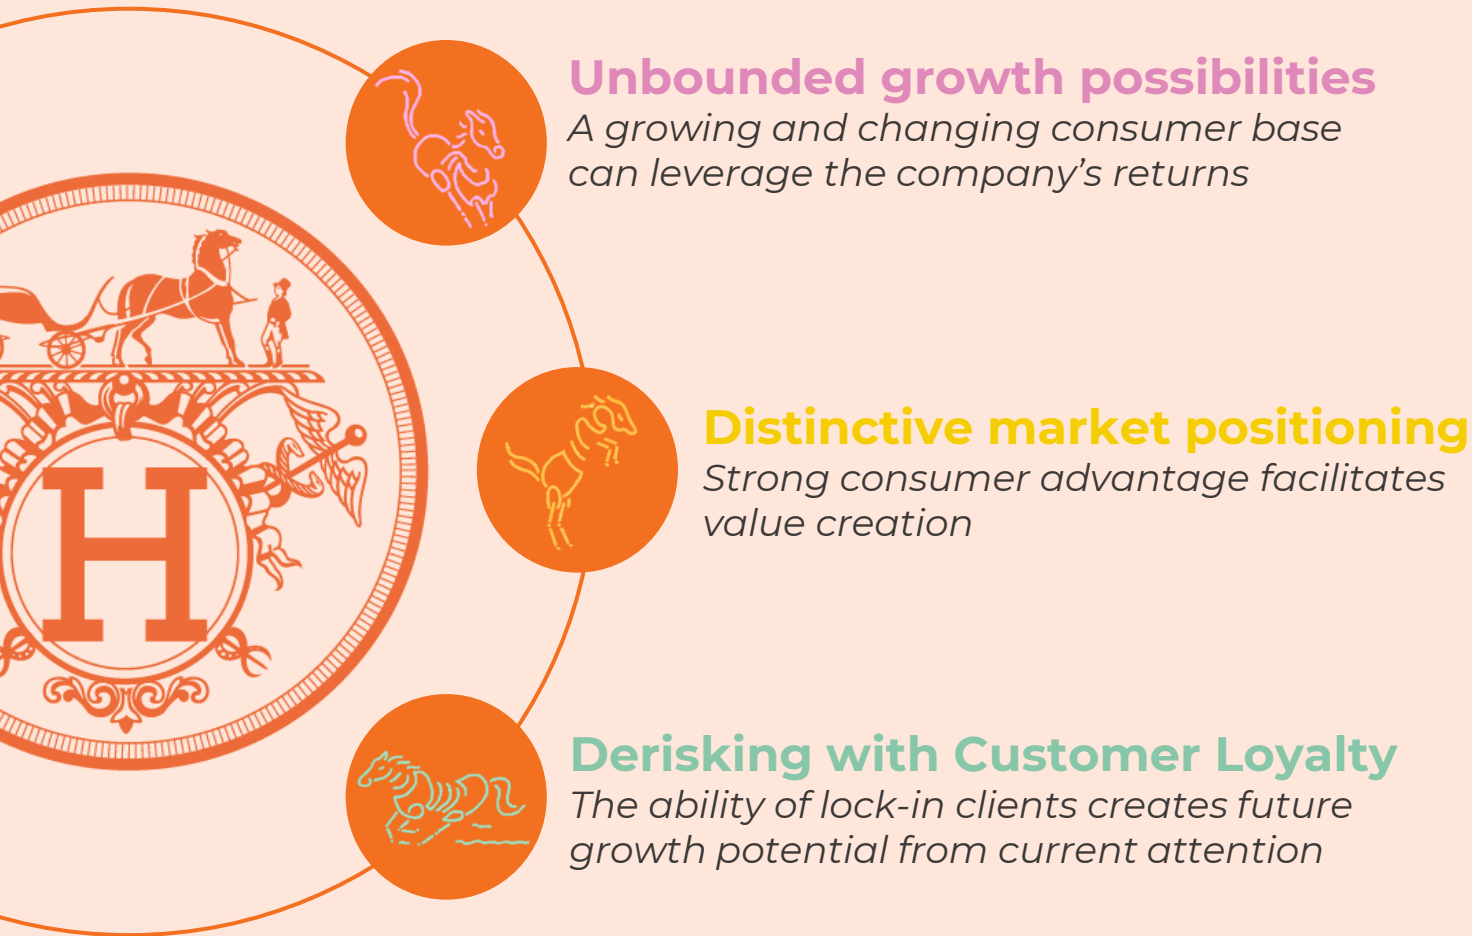 Unbounded growth possibilities
A growing and changing consumer base
can leverage the company’s returns
H
Distinctive market positioning
Strong consumer advantage facilitates
value creation
Derisking with Customer Loyalty
The ability of lock-in clients creates future
growth potential from current attention